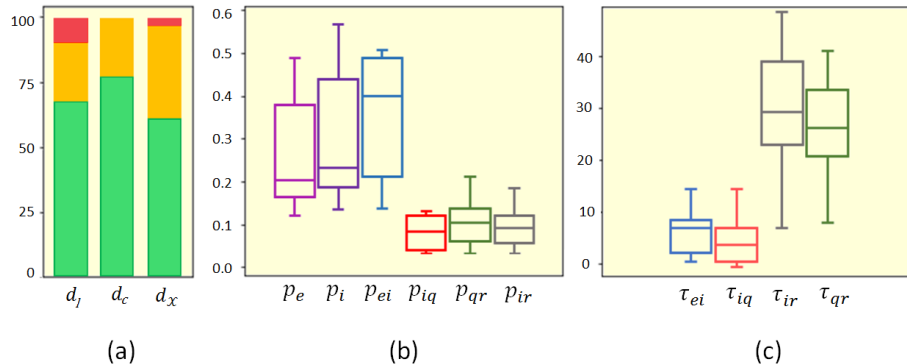 100
75
50
25
0
d_J d_c d_x
(a)
0.6
0.5
0.4
0.3
0.2
0.1
0.0
p_e p_i p_ei p_iq p_qr p_ir
(b)
40
30
20
10
0
τ_ei τ_iq τ_ir τ_qr
(c)